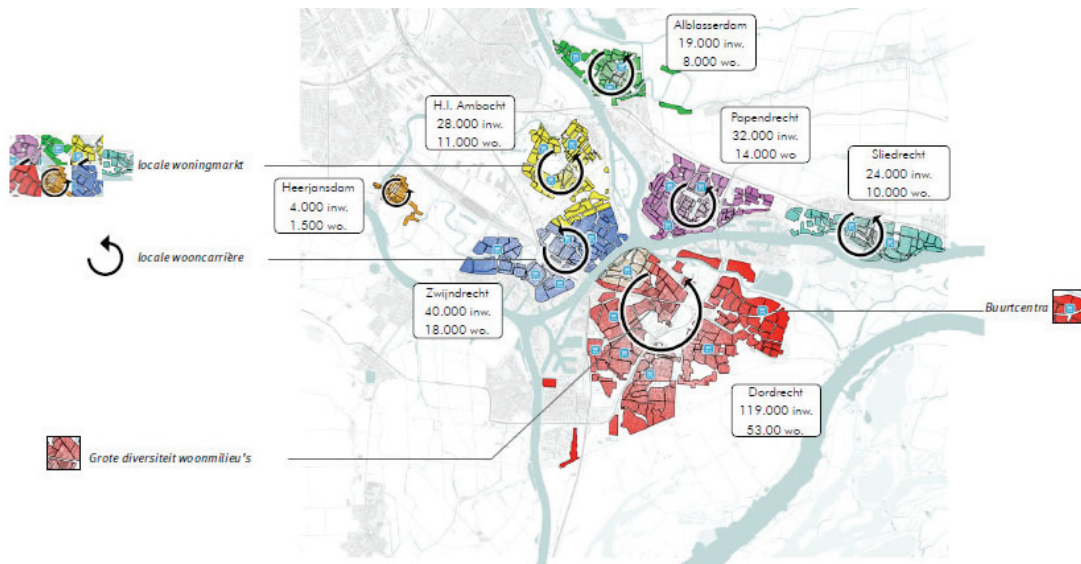 Alblasserdam
19.000 inw.
8.000 wo.
H.I. Ambacht
28.000 inw.
11.000 wo.
Papendrecht
32.000 inw.
14.000 wo
Sliedrecht
24.000 inw.
10.000 wo.
locale woningmarkt
Heerjansdam
4.000 inw.
1.500 wo.
locale wooncarrière
Zwijndrecht
40.000 inw.
18.000 wo.
Buurtcentra
Dordrecht
119.000 inw.
53.00 wo.
Grote diversiteit woonmilieu's